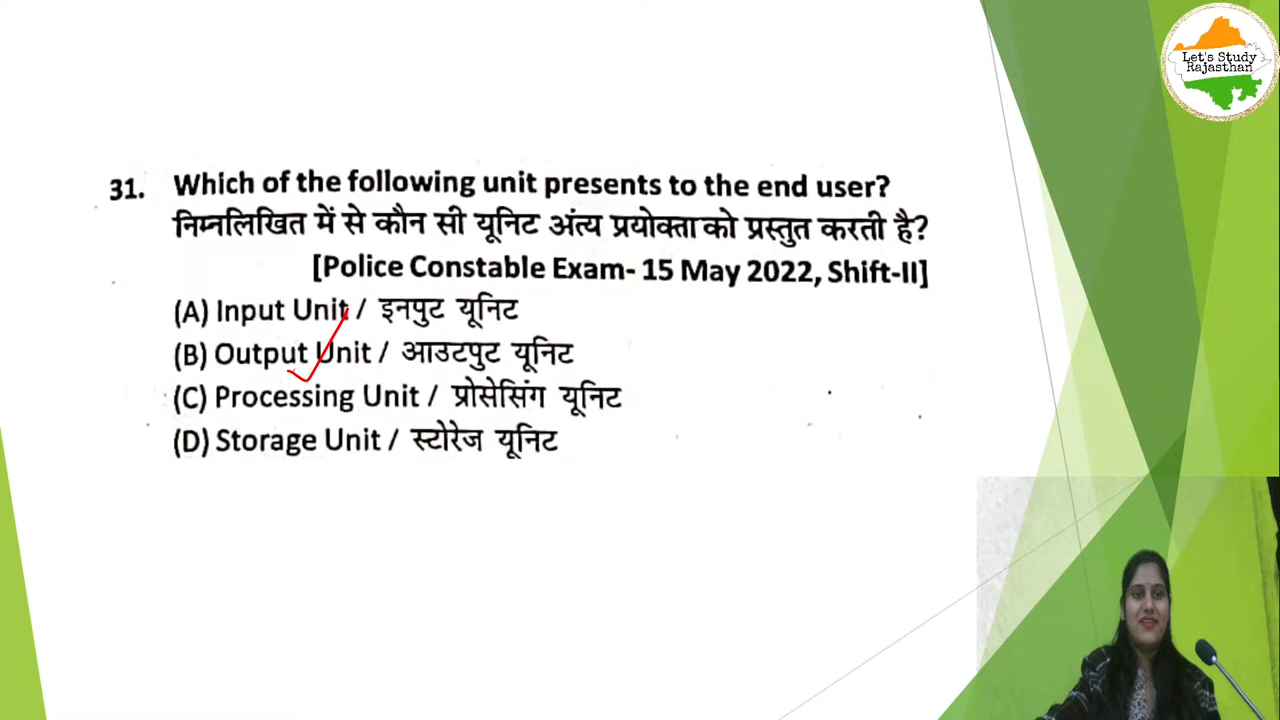 Let's Study
Rajasthan
31. Which of the following unit presents to the end user?
निम्नलिखित में से कौन सी यूनिट अंत्य प्रयोक्ता को प्रस्तुत करती है?
[Police Constable Exam- 15 May 2022, Shift-II]
(A) Input Unit / इनपुट यूनिट
(B) Output Unit / आउटपुट यूनिट
(C) Processing Unit / प्रोसेसिंग यूनिट
(D) Storage Unit / स्टोरेज यूनिट